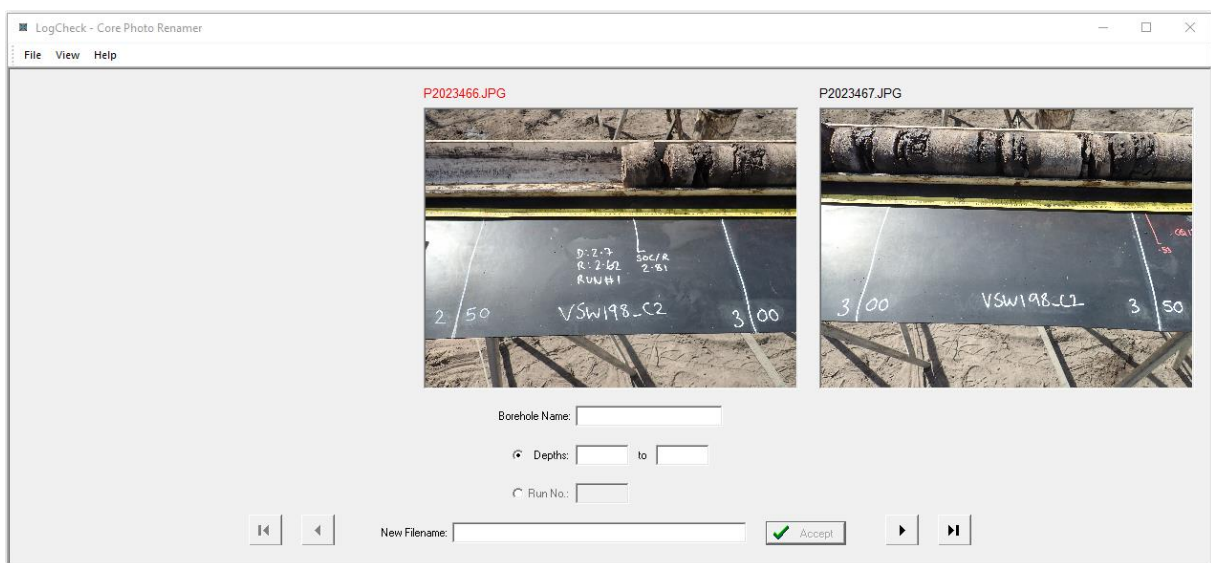 LogCheck - Core Photo Renamer
File View Help
P2023466.JPG
P2023467.JPG
D: 2.7
R: 2.62
RUN#1
SOC/R
2.81
2 50
VSW198_C2
3 00
3 00
VSW198_C2
3 50
.53
Borehole Name:
Depths: to
Run No.:
New Filename:
Accept